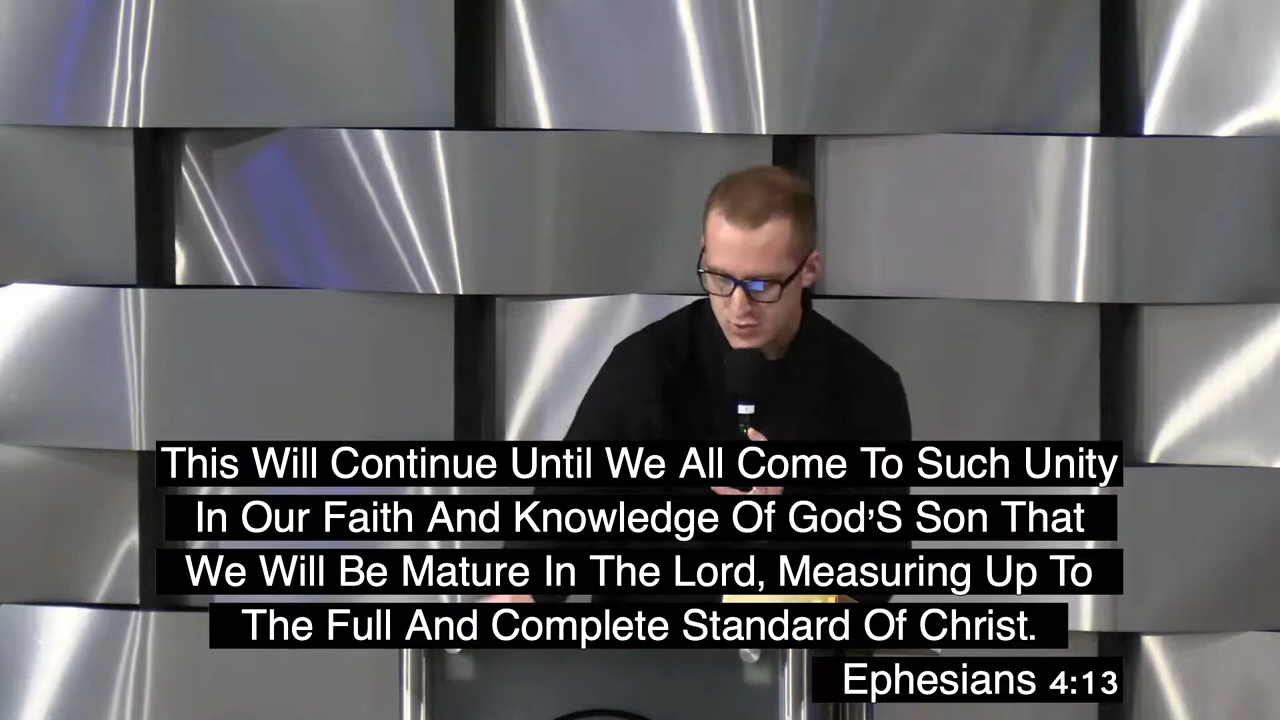 This Will Continue Until We All Come To Such Unity
In Our Faith And Knowledge Of God’S Son That
We Will Be Mature In The Lord, Measuring Up To
The Full And Complete Standard Of Christ.
Ephesians 4:13